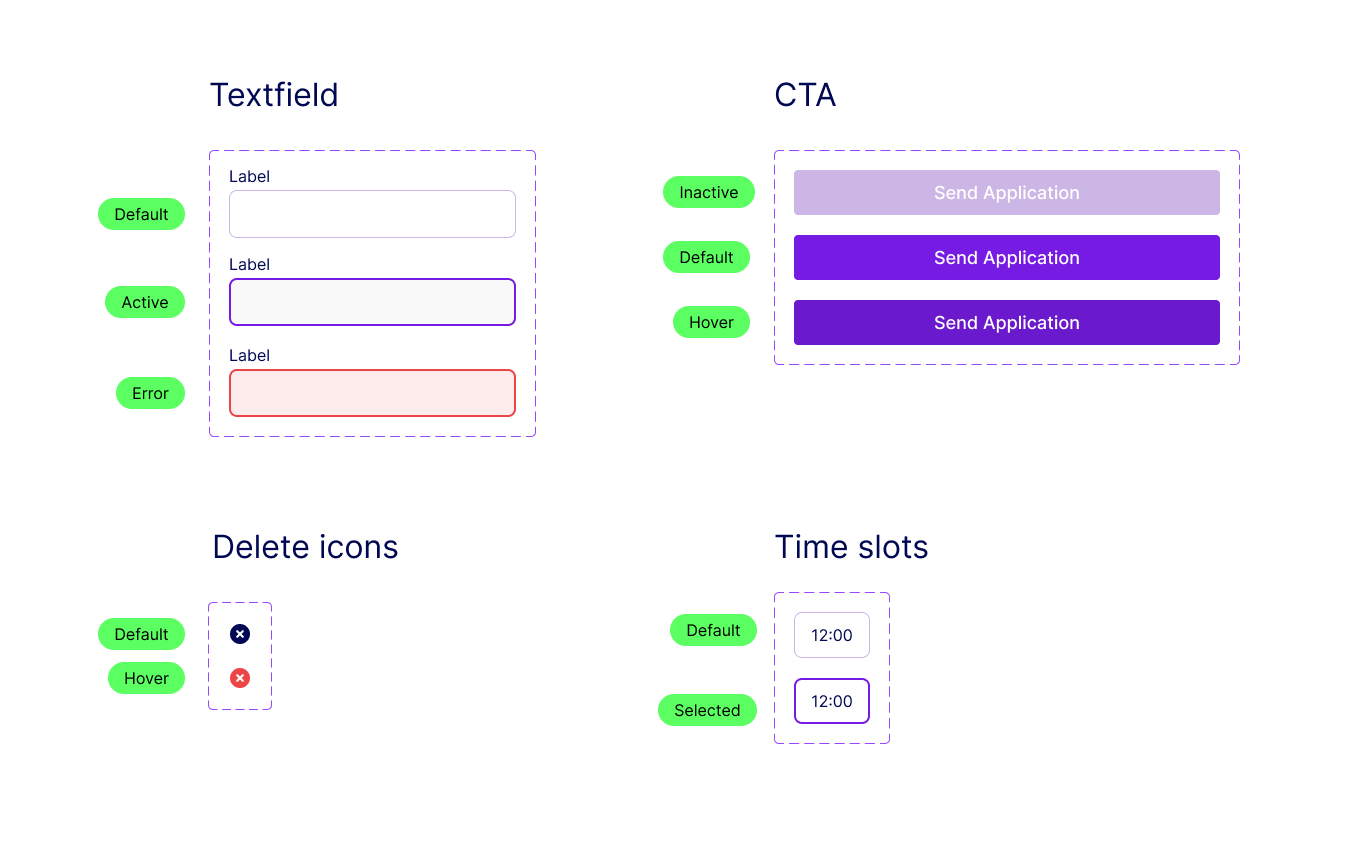 Textfield
Default
Label
Active
Label
Error
Label
CTA
Inactive
Send Application
Default
Send Application
Hover
Send Application
Delete icons
Default
Hover
Time slots
Default
12:00
Selected
12:00